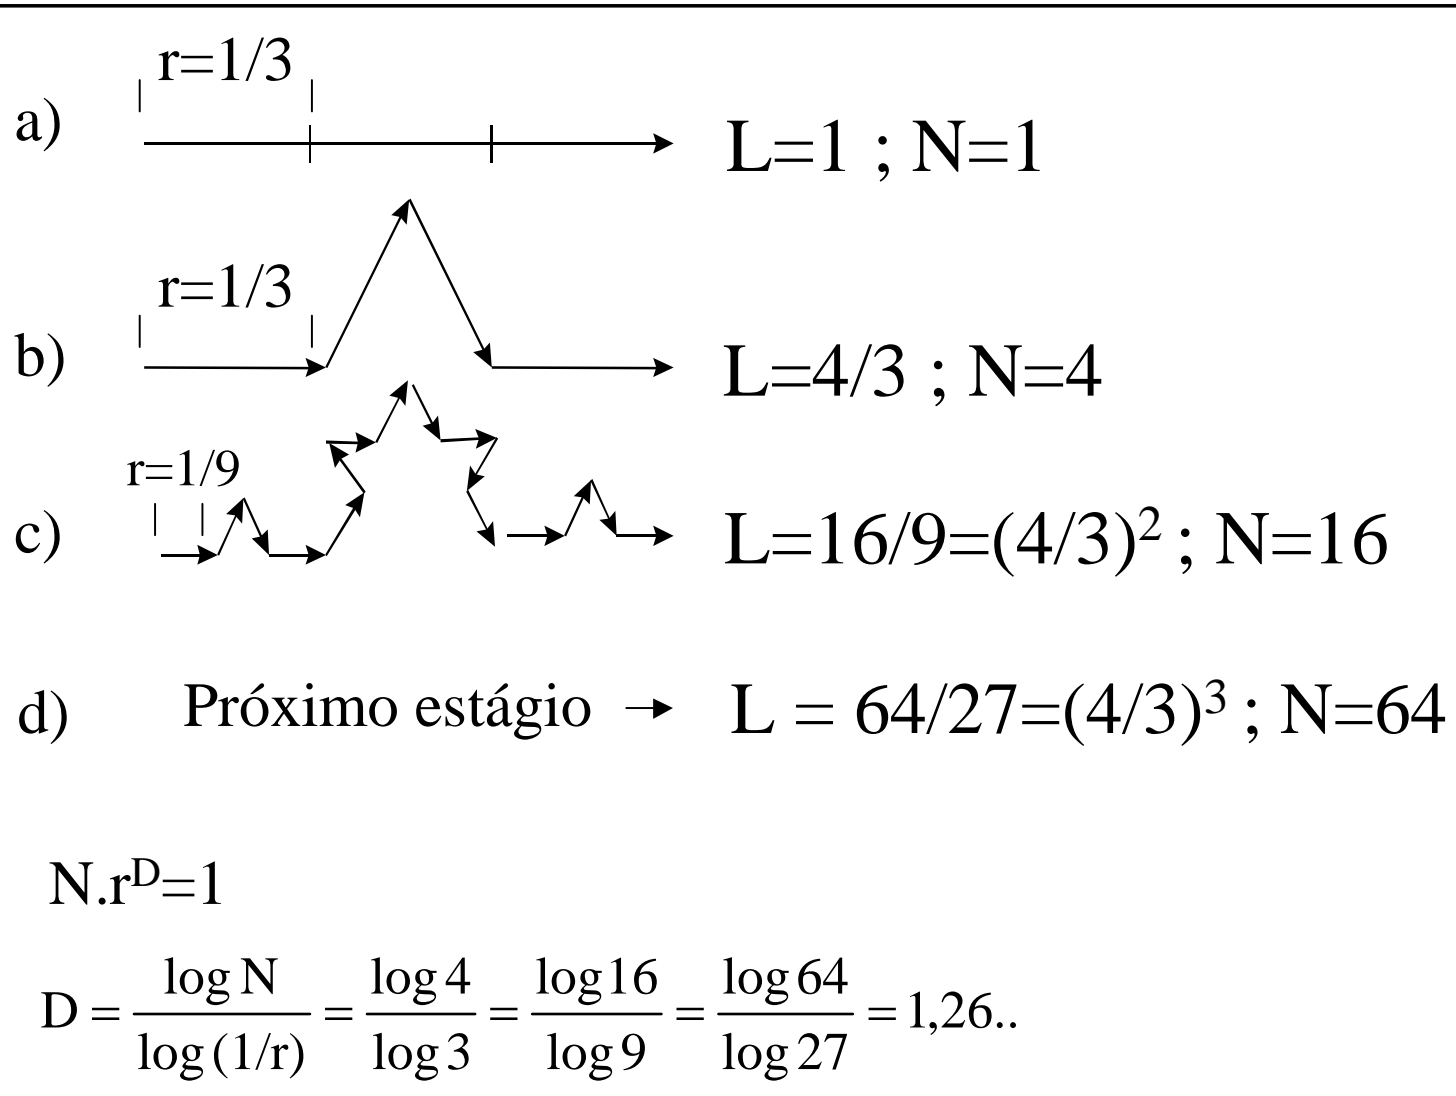 r=1/3
a) L=1 ; N=1
r=1/3
b) L=4/3 ; N=4
r=1/9
c) L=16/9=(4/3)² ; N=16
d) Próximo estágio → L = 64/27=(4/3)³ ; N=64
N.rᴰ=1
D = log N / log (1/r) = log 4 / log 3 = log 16 / log 9 = log 64 / log 27 = 1,26..